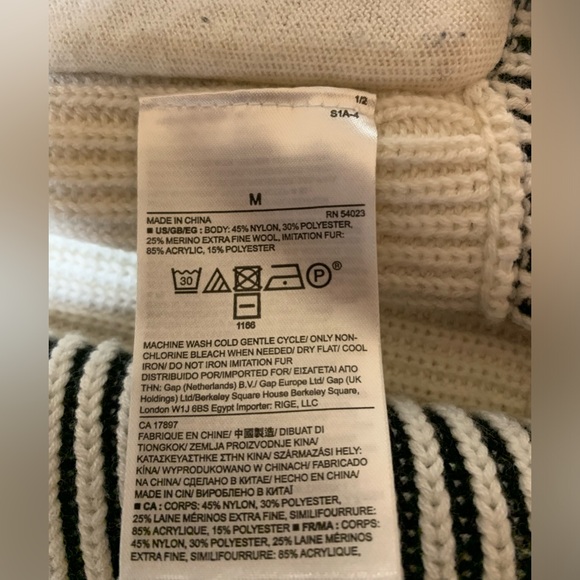 1/2
S1A-4
M
MADE IN CHINA RN 54023
■ US/GB/EG : BODY: 45% NYLON, 30% POLYESTER,
25% MERINO EXTRA FINE WOOL, IMITATION FUR:
85% ACRYLIC, 15% POLYESTER
30 P ®
1166
MACHINE WASH COLD GENTLE CYCLE/ ONLY NON-
CHLORINE BLEACH WHEN NEEDED/ DRY FLAT/ COOL
IRON/ DO NOT IRON IMITATION FUR
DISTRIBUIDO POR/IMPORTED FOR/ ΕΙΣΑΓΕΤΑΙ ΑΠΟ
ΤΗΝ: Gap (Netherlands) B.V./ Gap Europe Ltd/ Gap (UK
Holdings) Ltd/Berkeley Square House Berkeley Square,
London W1J 6BS Egypt Importer: RIGE, LLC
CA 17897
FABRIQUE EN CHINE/ 中國製造/ DIBUAT DI
TIONGKOK/ ZEMLJA PROIZVODNJE KINA/
ΚΑΤΑΣΚΕΥΑΣΤΗΚΕ ΣΤΗΝ ΚΙΝΑ/ SZÁRMAZÁSI HELY:
KÍNA/ WYPRODUKOWANO W CHINACH/ FABRICADO
NA CHINA/ СДЕЛАНО В КИТАЕ/ HECHO EN CHINA/
MADE IN CIN/ ВИРОБЛЕНО В КИТАЇ
■ CA : CORPS: 45% NYLON, 30% POLYESTER,
25% LAINE MÉRINOS EXTRA FINE, SIMILIFOURRURE:
85% ACRYLIQUE, 15% POLYESTER ■ FR/MA : CORPS:
45% NYLON, 30% POLYESTER, 25% LAINE MÉRINOS
EXTRA FINE, SIMILIFOURRURE: 85% ACRYLIQUE,